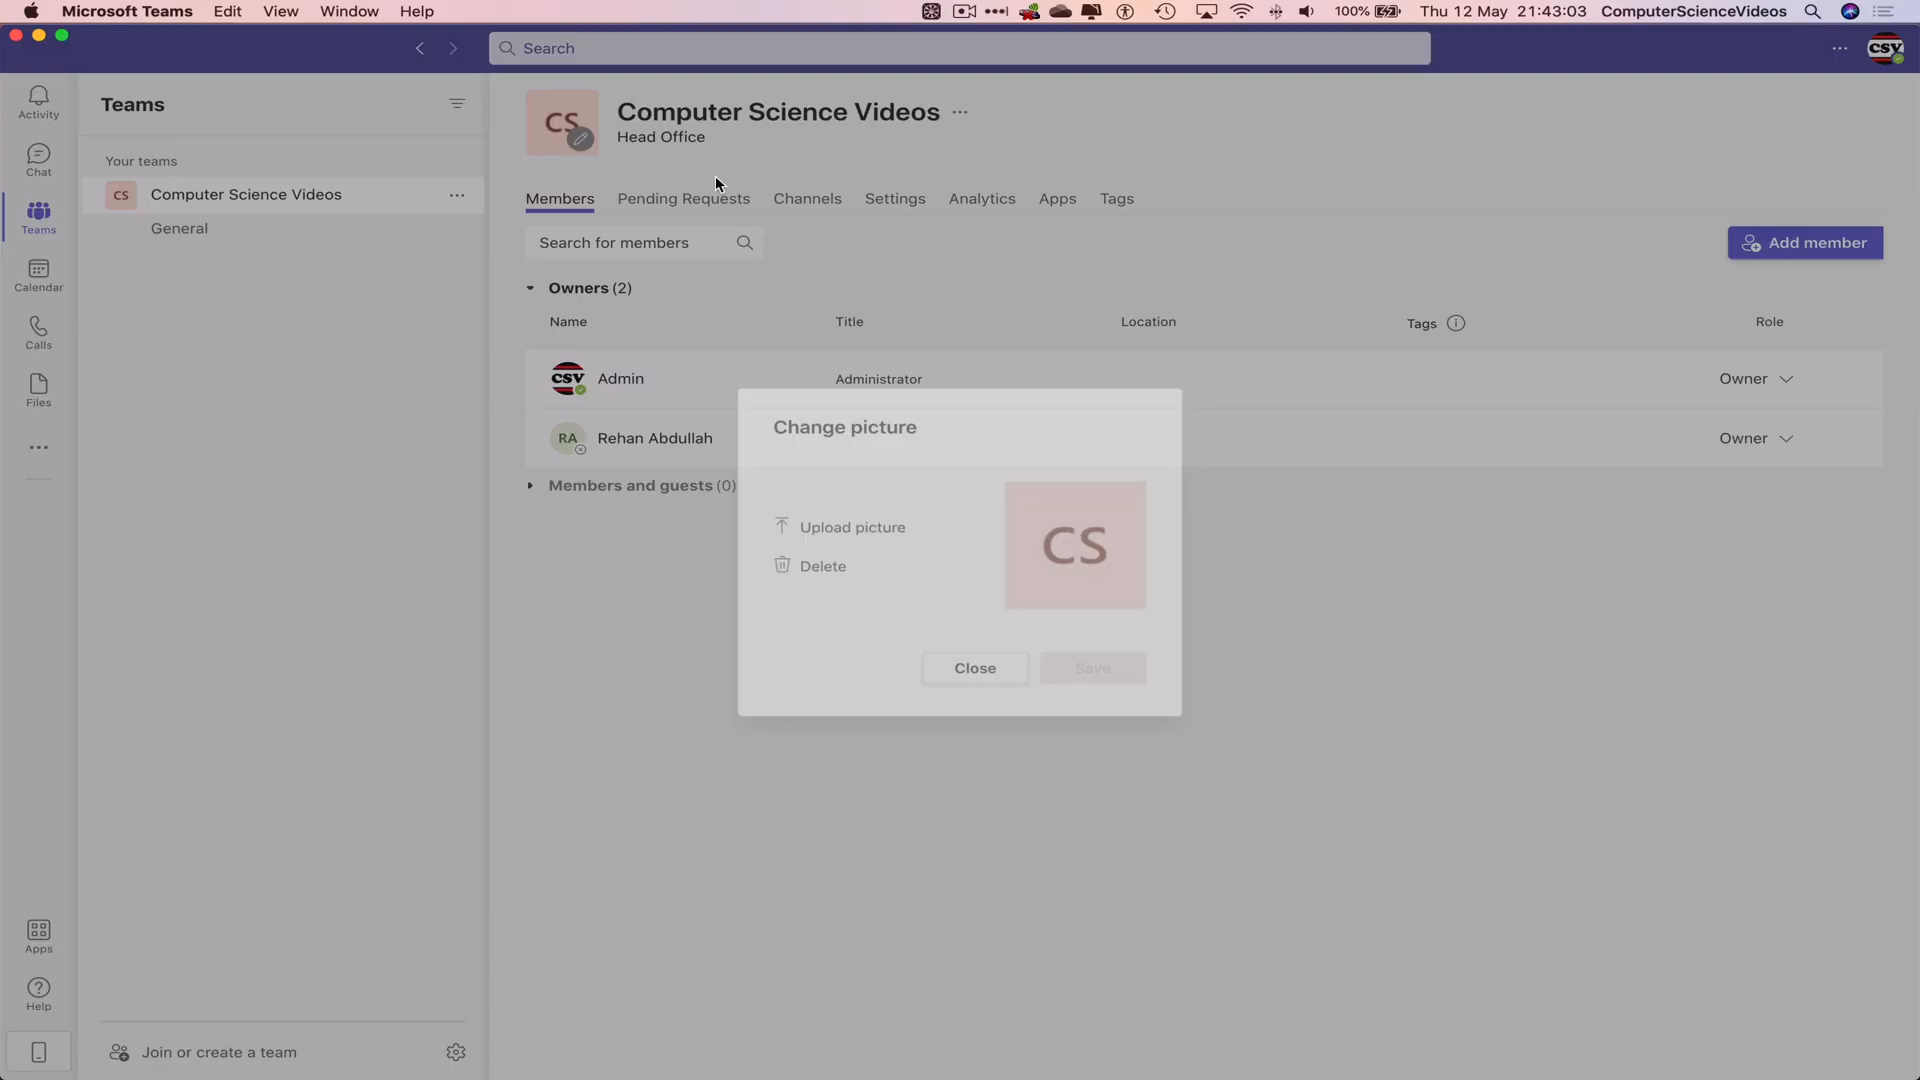 Microsoft Teams Edit View Window Help 100% Thu 12 May 21:43:03 ComputerScienceVideos
Search
csv
Activity
Chat
Teams
Calendar
Calls
Files
Apps
Help
Teams
Your teams
CS Computer Science Videos
General
Join or create a team
CS
Computer Science Videos
Head Office
Members Pending Requests Channels Settings Analytics Apps Tags
Search for members
Add member
Owners (2)
Name Title Location Tags Role
csv Admin Administrator Owner
RA Rehan Abdullah Owner
Members and guests (0)
Change picture
Upload picture
Delete
CS
Close Save